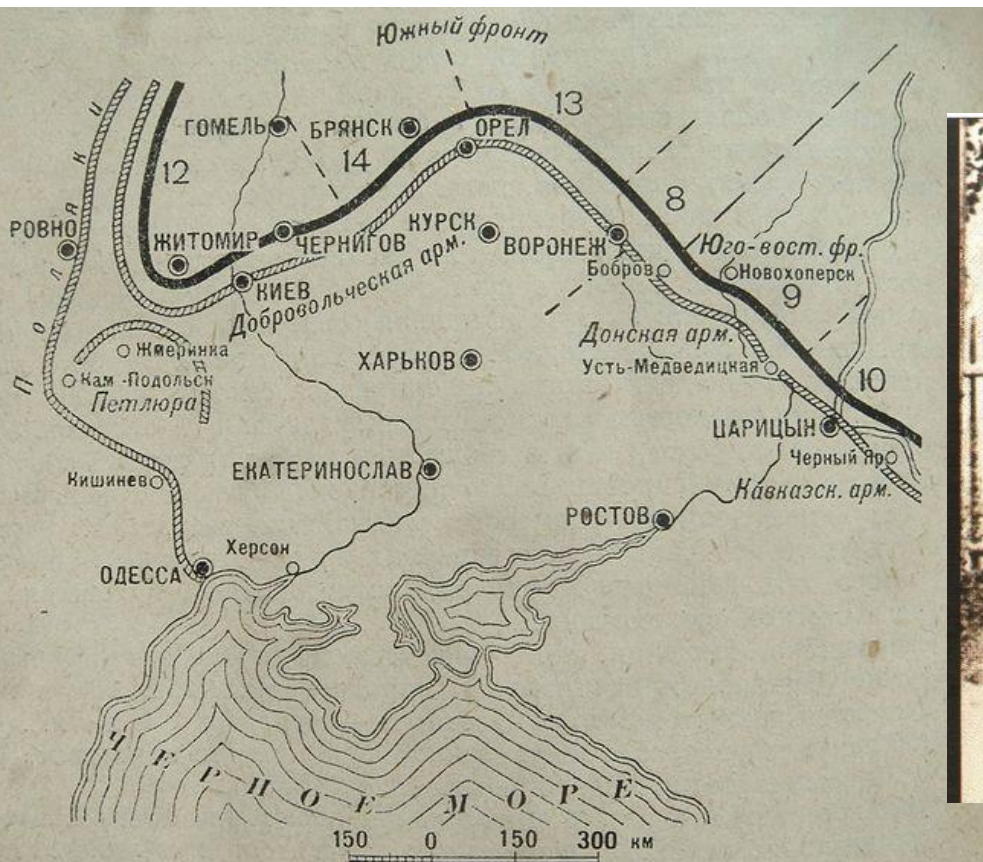 Южный фронт
13
ГОМЕЛЬ
БРЯНСК
ОРЕЛ
14
12
8
РОВНО
ЖИТОМИР
ЧЕРНИГОВ
КУРСК
ВОРОНЕЖ
Юго-вост. фр.
Бобров
Новохоперск
КИЕВ
Добровольческая арм.
9
Поляки
Жмеринка
Донская арм.
ХАРЬКОВ
Усть-Медведицкая
Кам-Подольск
10
Петлюра
ЦАРИЦЫН
Черный Яр
ЕКАТЕРИНОСЛАВ
Кишинев
Кавказск. арм.
РОСТОВ
Херсон
ОДЕССА
ЧЕРНОЕ МОРЕ
150 0 150 300 км